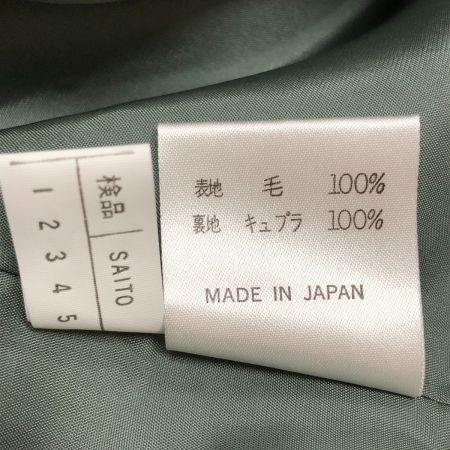 検品 SAITO
1 2 3 4 5
表地 毛 100%
裏地 キュプラ 100%
MADE IN JAPAN